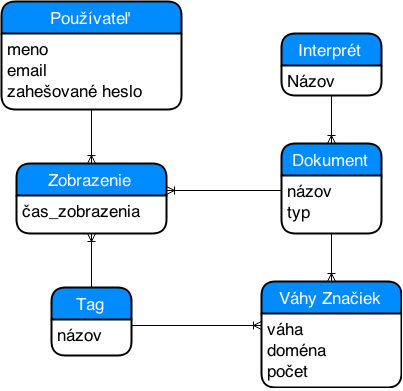 Používateľ
meno
email
zahešované heslo
Interprét
Názov
Zobrazenie
čas_zobrazenia
Dokument
názov
typ
Tag
názov
Váhy Značiek
váha
doména
počet